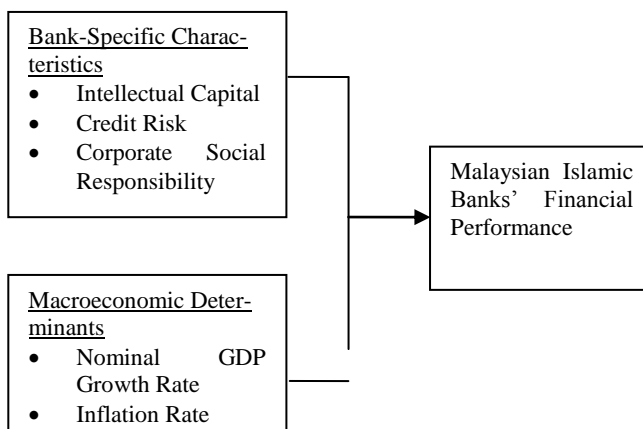 Bank-Specific Charac-
teristics
• Intellectual Capital
• Credit Risk
• Corporate Social
Responsibility
Malaysian Islamic
Banks' Financial
Performance
Macroeconomic Deter-
minants
• Nominal GDP
Growth Rate
• Inflation Rate